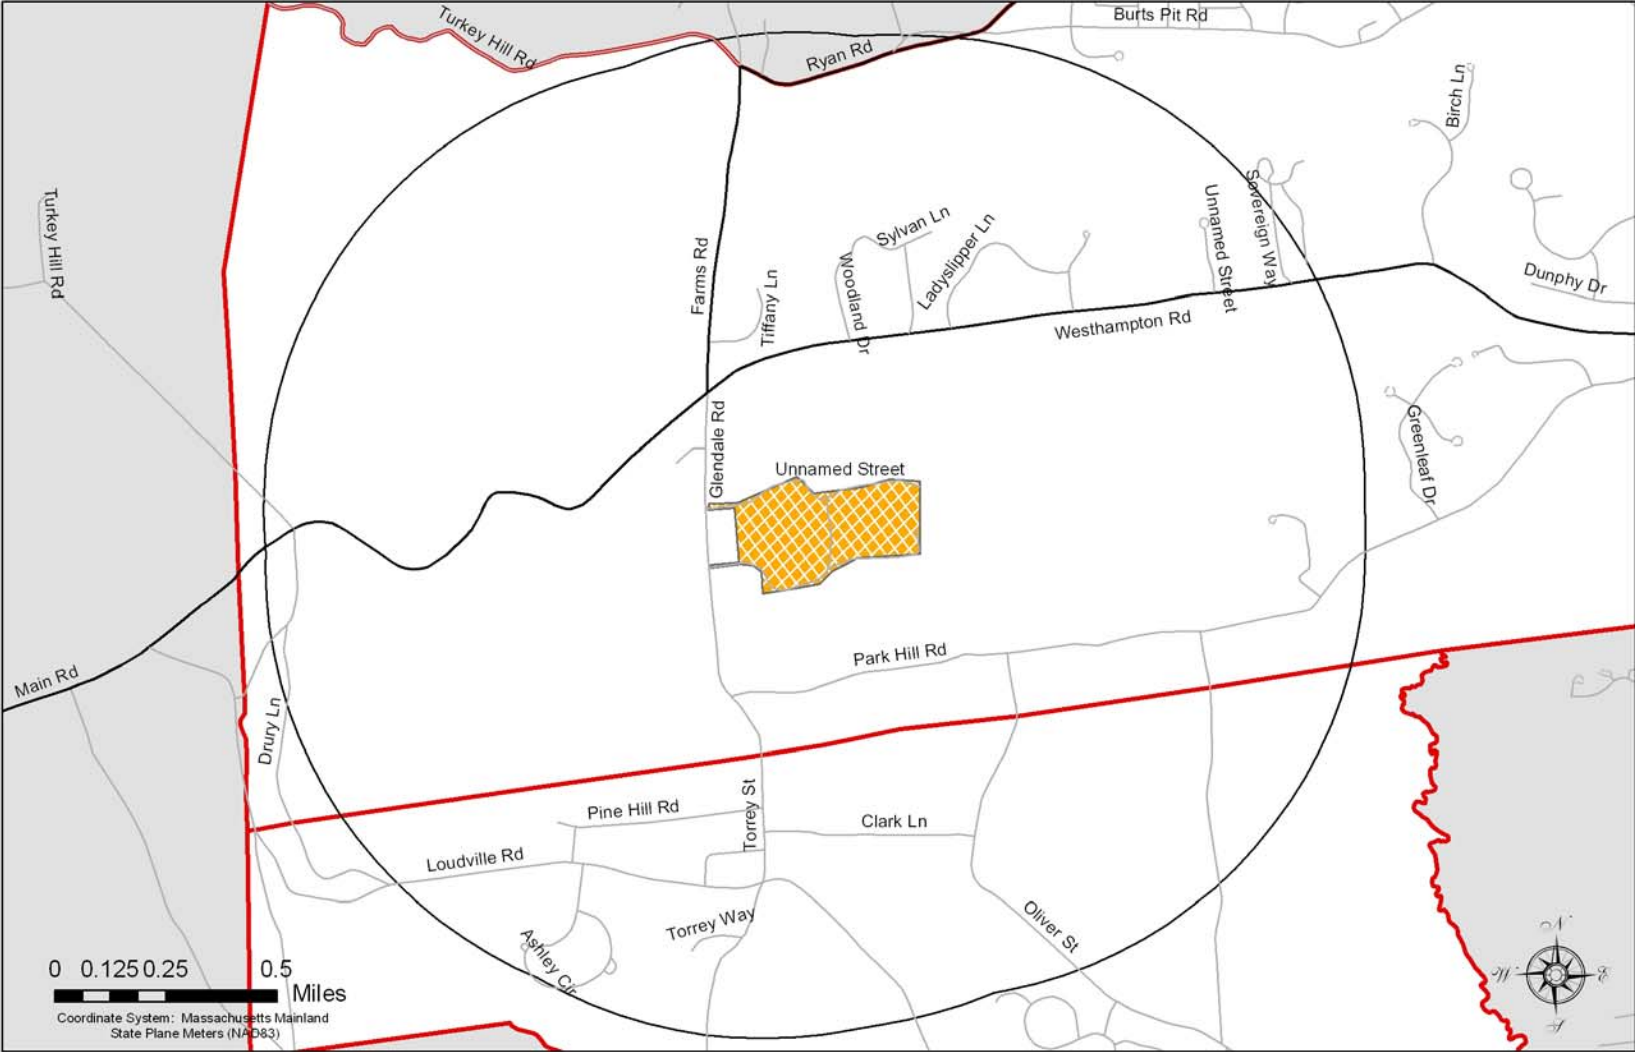 Burts Pit Rd
Turkey Hill Rd
Ryan Rd
Birch Ln
Turkey Hill Rd
Sovereign Way
Unnamed Street
Sylvan Ln
Ladyslipper Ln
Farms Rd
Tiffany Ln
Woodland Dr
Dunphy Dr
Westhampton Rd
Glendale Rd
Greenleaf Dr
Unnamed Street
Park Hill Rd
Main Rd
Drury Ln
Pine Hill Rd
Torrey St
Clark Ln
Loudville Rd
Torrey Way
Oliver St
Ashley Cir
0 0.125 0.25 0.5
Miles
Coordinate System: Massachusetts Mainland
State Plane Meters (NAD83)
N
W
E
S